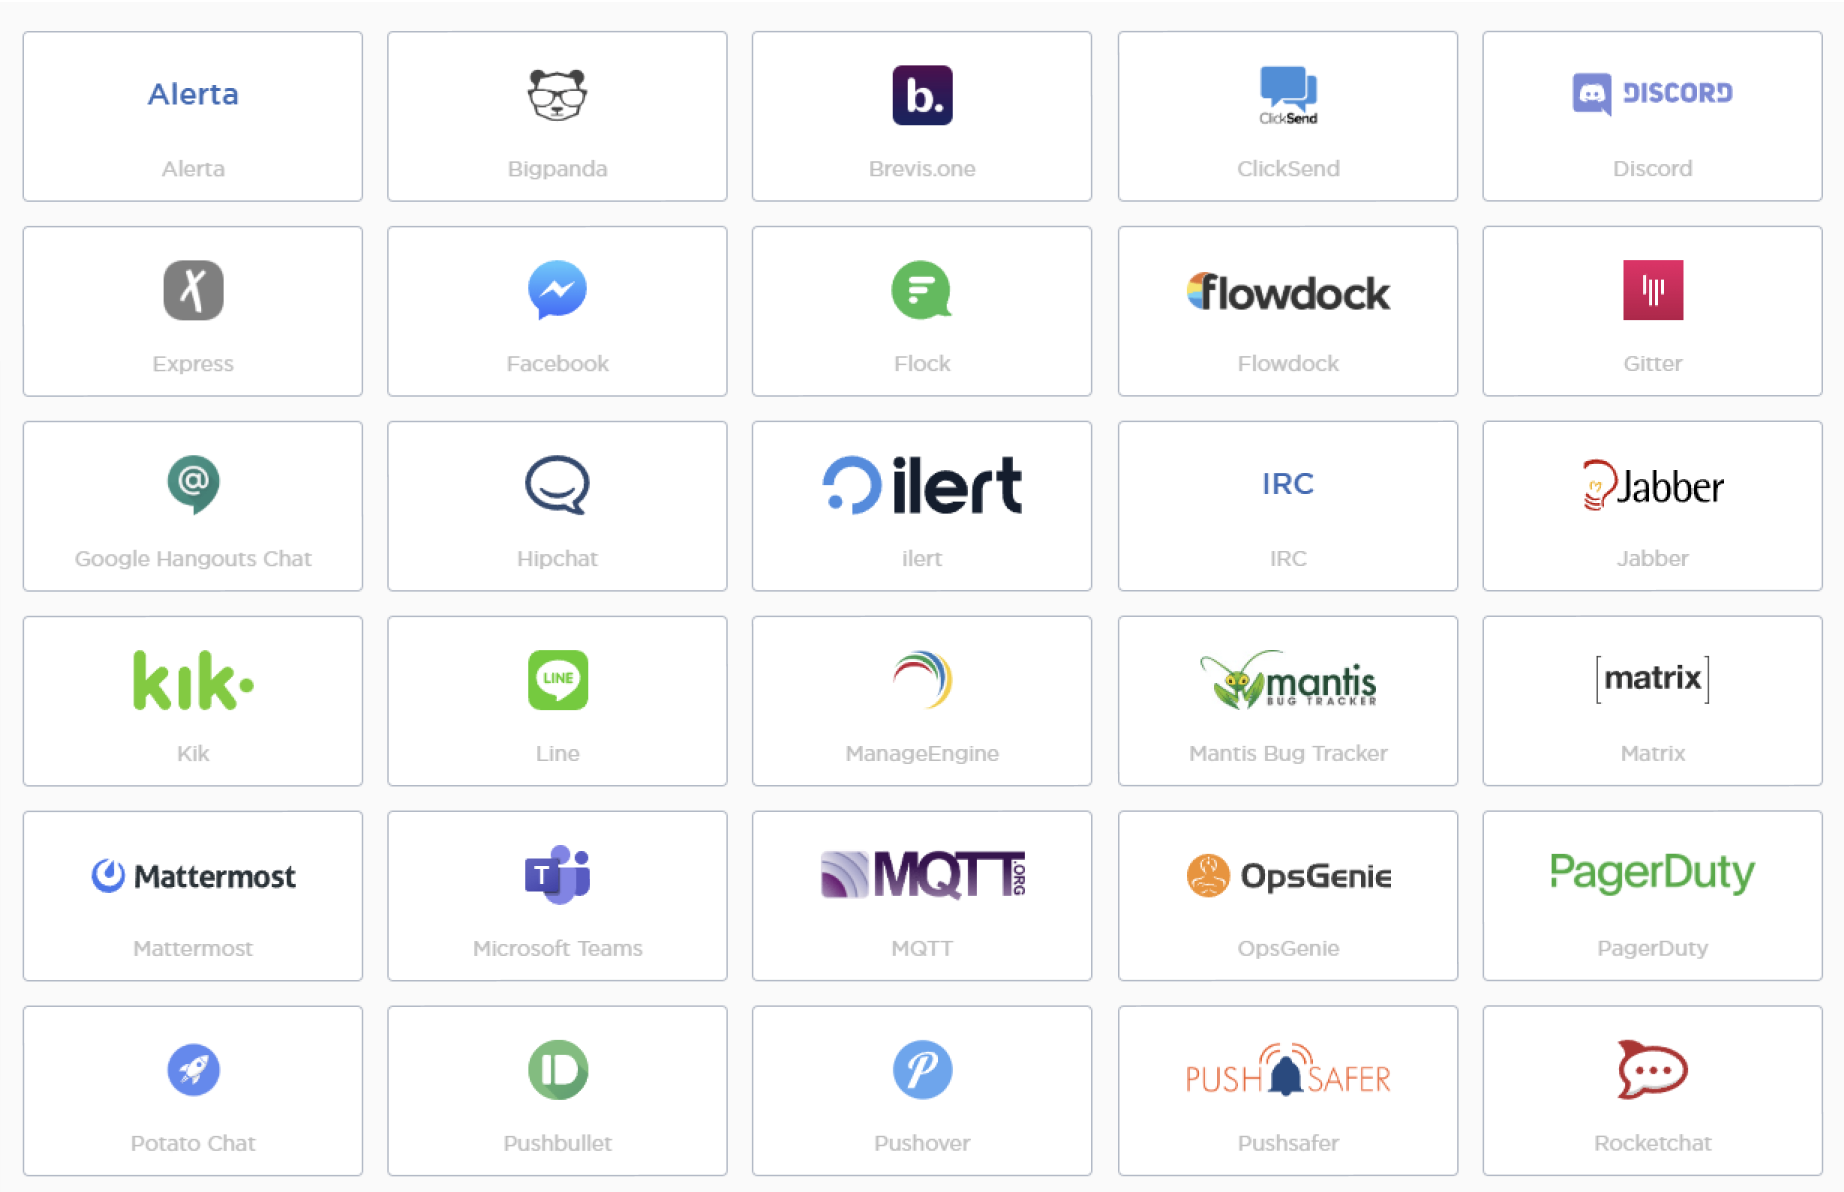 Alerta
Alerta
Bigpanda
b.
Brevis.one
ClickSend
ClickSend
DISCORD
Discord
X
Express
Facebook
Flock
flowdock
Flowdock
Gitter
@
Google Hangouts Chat
Hipchat
ilert
ilert
IRC
IRC
Jabber
Jabber
kik.
Kik
LINE
Line
ManageEngine
mantis
BUG TRACKER
Mantis Bug Tracker
[matrix]
Matrix
Mattermost
Mattermost
T
Microsoft Teams
MQTT.ORG
MQTT
OpsGenie
OpsGenie
PagerDuty
PagerDuty
Potato Chat
Pushbullet
P
Pushover
PUSH SAFER
Pushsafer
Rocketchat